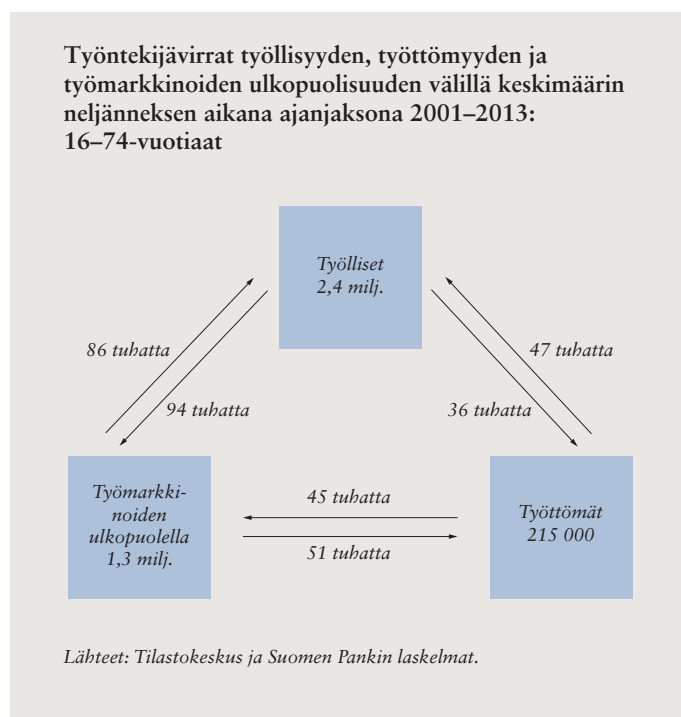 Työntekijävirrat työllisyyden, työttömyyden ja
työmarkkinoiden ulkopuolisuuden välillä keskimäärin
neljänneksen aikana ajanjaksona 2001–2013:
16–74-vuotiaat
Työlliset
2,4 milj.
86 tuhatta
47 tuhatta
94 tuhatta
36 tuhatta
Työmarkki-
noiden
ulkopuolella
1,3 milj.
45 tuhatta
51 tuhatta
Työttömät
215 000
Lähteet: Tilastokeskus ja Suomen Pankin laskelmat.